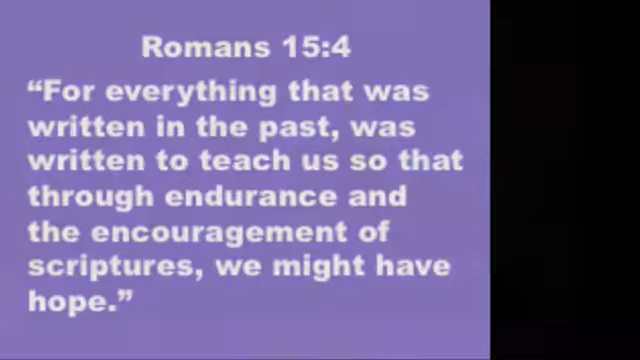 Romans 15:4
“For everything that was
written in the past, was
written to teach us so that
through endurance and
the encouragement of
scriptures, we might have
hope.”